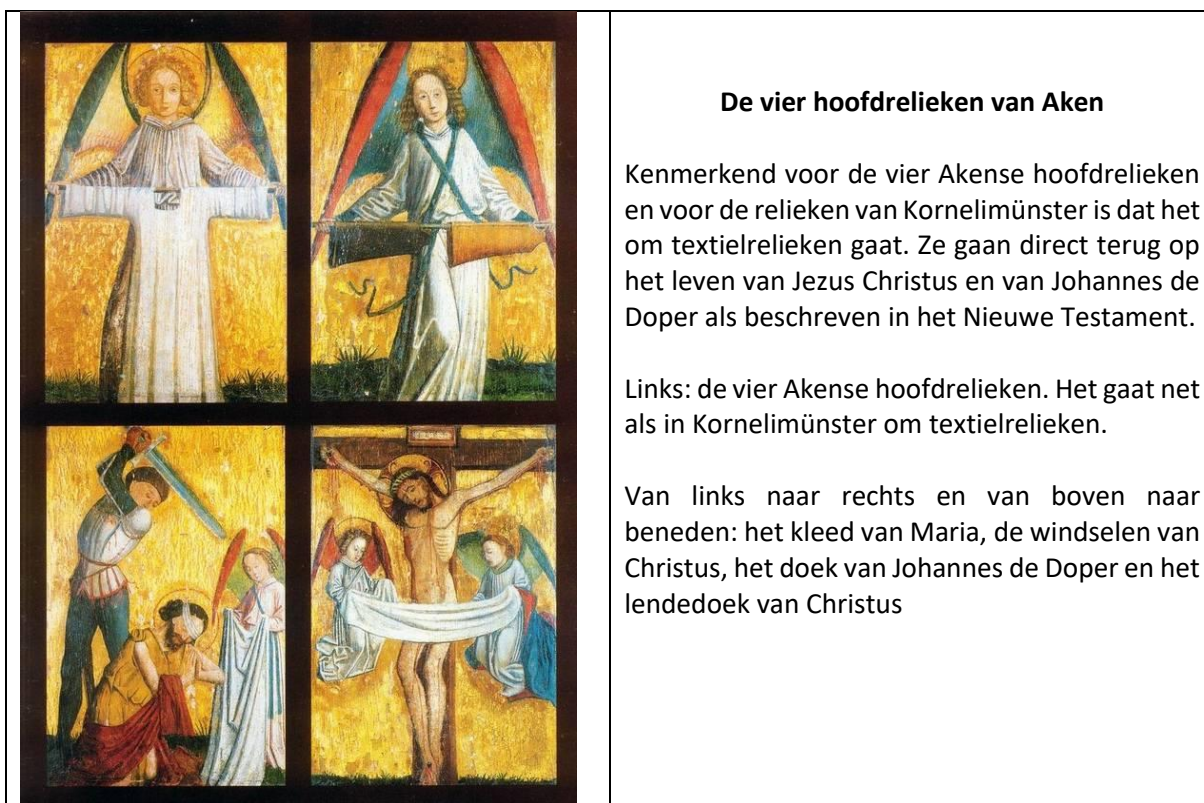 De vier hoofdrelieken van Aken
Kenmerkend voor de vier Akense hoofdrelieken
en voor de relieken van Kornelimünster is dat het
om textielrelieken gaat. Ze gaan direct terug op
het leven van Jezus Christus en van Johannes de
Doper als beschreven in het Nieuwe Testament.
Links: de vier Akense hoofdrelieken. Het gaat net
als in Kornelimünster om textielrelieken.
Van links naar rechts en van boven naar
beneden: het kleed van Maria, de windselen van
Christus, het doek van Johannes de Doper en het
lendedoek van Christus